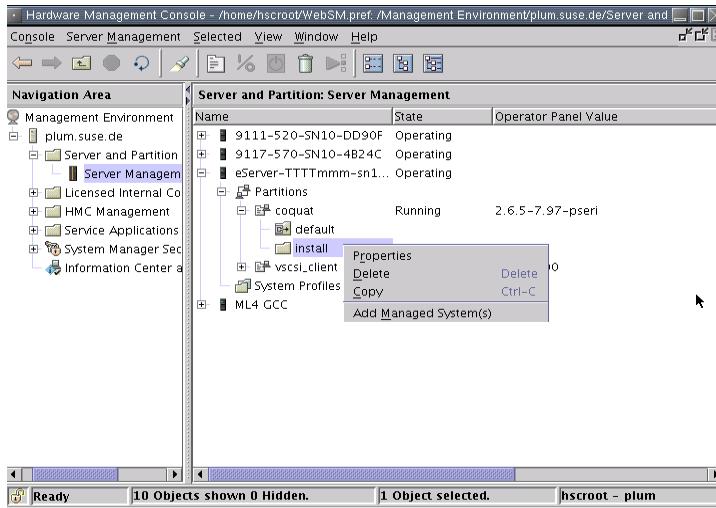 Hardware Management Console - /home/hscroot/WebSM.pref: /Management Environment/plum.suse.de/Server and
Console Server Management Selected View Window Help
Navigation Area
Management Environment
plum.suse.de
Server and Partition
Server Managem
Licensed Internal Co
HMC Management
Service Applications
System Manager Sec
Information Center a
Server and Partition: Server Management
Name State Operator Panel Value
9111-520-SN10-DD90F Operating
9117-570-SN10-4B24C Operating
eServer-TTTTmmm-sn1... Operating
Partitions
coquat Running 2.6.5-7.97-pseri
default
install
vscsi_client
System Profiles
ML4 GCC
Properties
Delete Delete
Copy Ctrl-C
Add Managed System(s)
Ready 10 Objects shown 0 Hidden. 1 Object selected. hscroot - plum